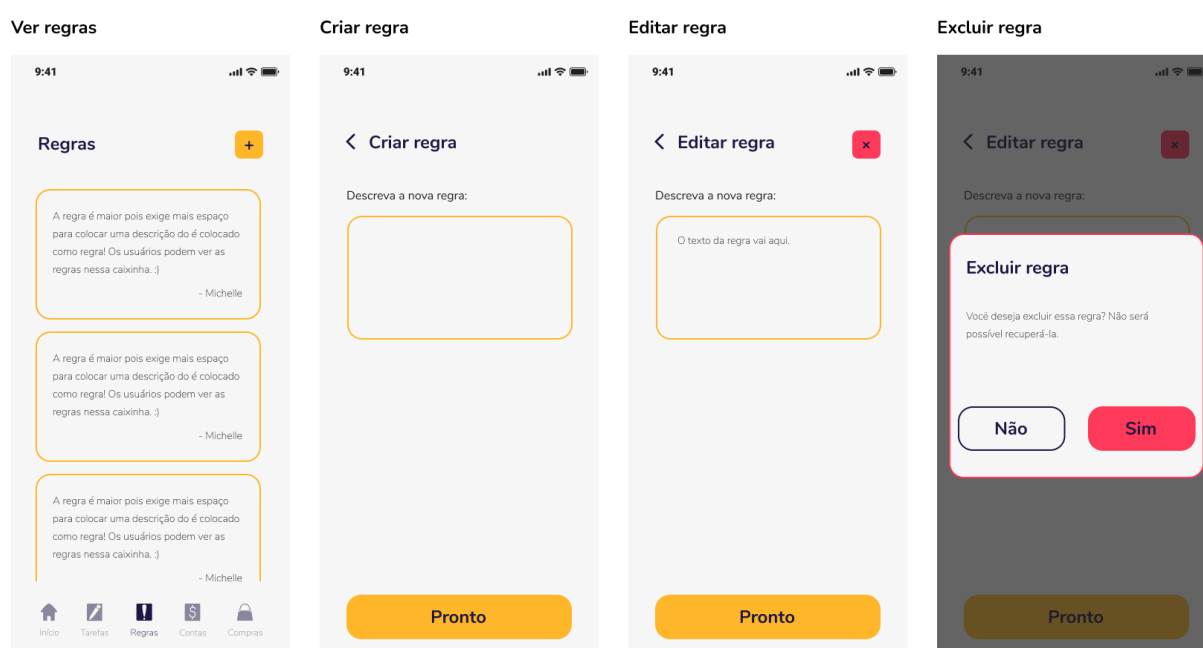 Ver regras
9:41
Regras
+
A regra é maior pois exige mais espaço
para colocar uma descrição do é colocado
como regra! Os usuários podem ver as
regras nessa caixinha. :)
- Michelle
A regra é maior pois exige mais espaço
para colocar uma descrição do é colocado
como regra! Os usuários podem ver as
regras nessa caixinha. :)
- Michelle
A regra é maior pois exige mais espaço
para colocar uma descrição do é colocado
como regra! Os usuários podem ver as
regras nessa caixinha. :)
- Michelle
Início Tarefas Regras Contas Compras
Criar regra
9:41
Criar regra
Descreva a nova regra:
Pronto
Editar regra
9:41
Editar regra
×
Descreva a nova regra:
O texto da regra vai aqui.
Pronto
Excluir regra
9:41
Editar regra
×
Descreva a nova regra:
Excluir regra
Você deseja excluir essa regra? Não será
possível recuperá-la.
Não Sim
Pronto